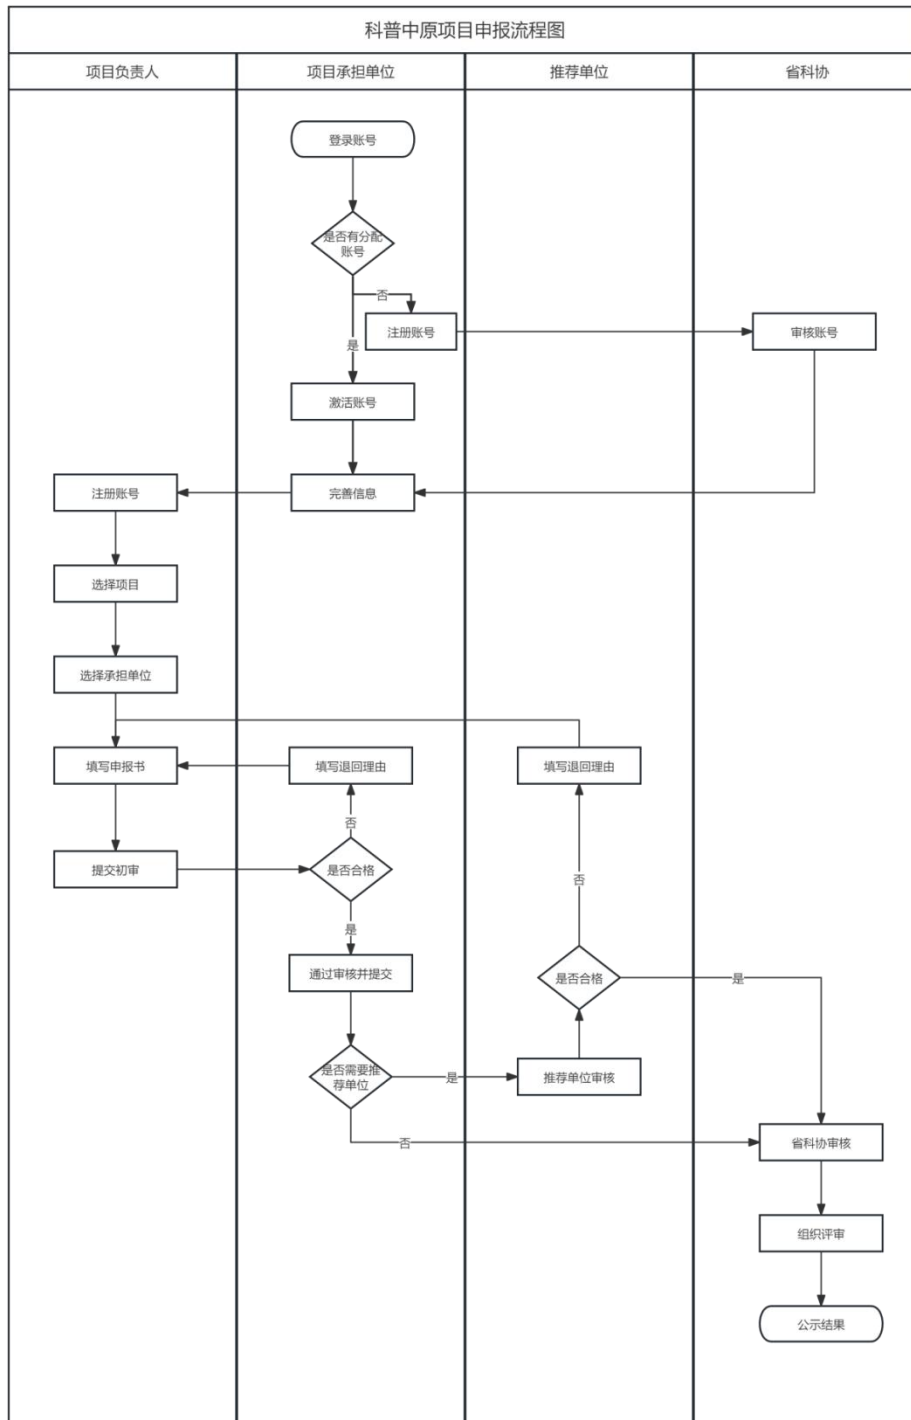 科普中原项目申报流程图
项目负责人
项目承担单位
推荐单位
省科协
登录账号
是否有分配
账号
否
注册账号
审核账号
是
激活账号
注册账号
完善信息
选择项目
选择承担单位
填写申报书
填写退回理由
填写退回理由
否
提交初审
是否合格
否
是
通过审核并提交
是否合格
是
是否需要推
荐单位
是
推荐单位审核
否
省科协审核
组织评审
公示结果